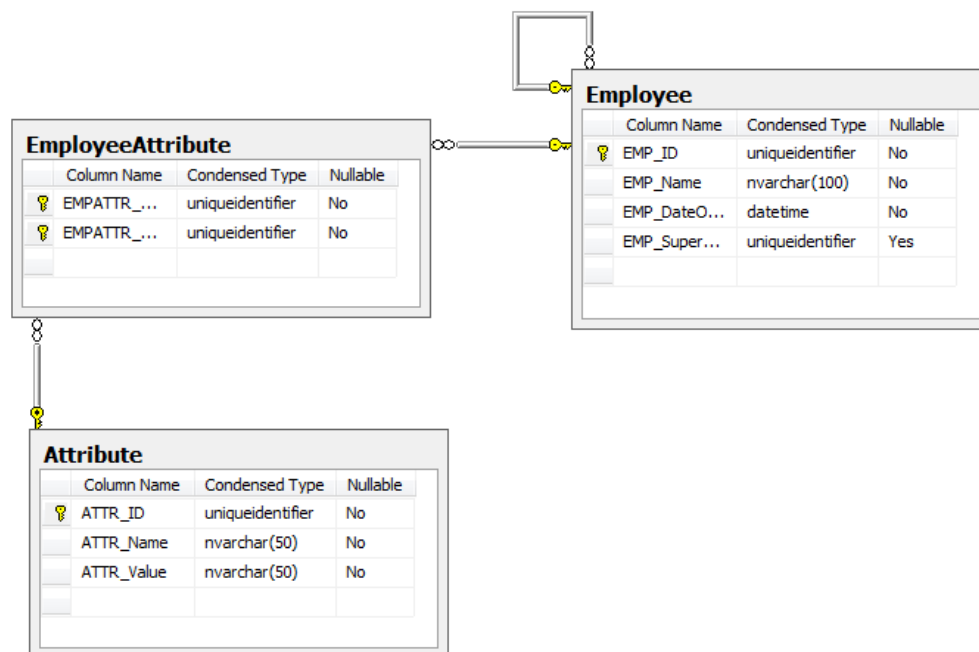 Employee
Column Name Condensed Type Nullable
EMP_ID uniqueidentifier No
EMP_Name nvarchar(100) No
EMP_DateO... datetime No
EMP_Super... uniqueidentifier Yes
EmployeeAttribute
Column Name Condensed Type Nullable
EMPATTR_... uniqueidentifier No
EMPATTR_... uniqueidentifier No
Attribute
Column Name Condensed Type Nullable
ATTR_ID uniqueidentifier No
ATTR_Name nvarchar(50) No
ATTR_Value nvarchar(50) No